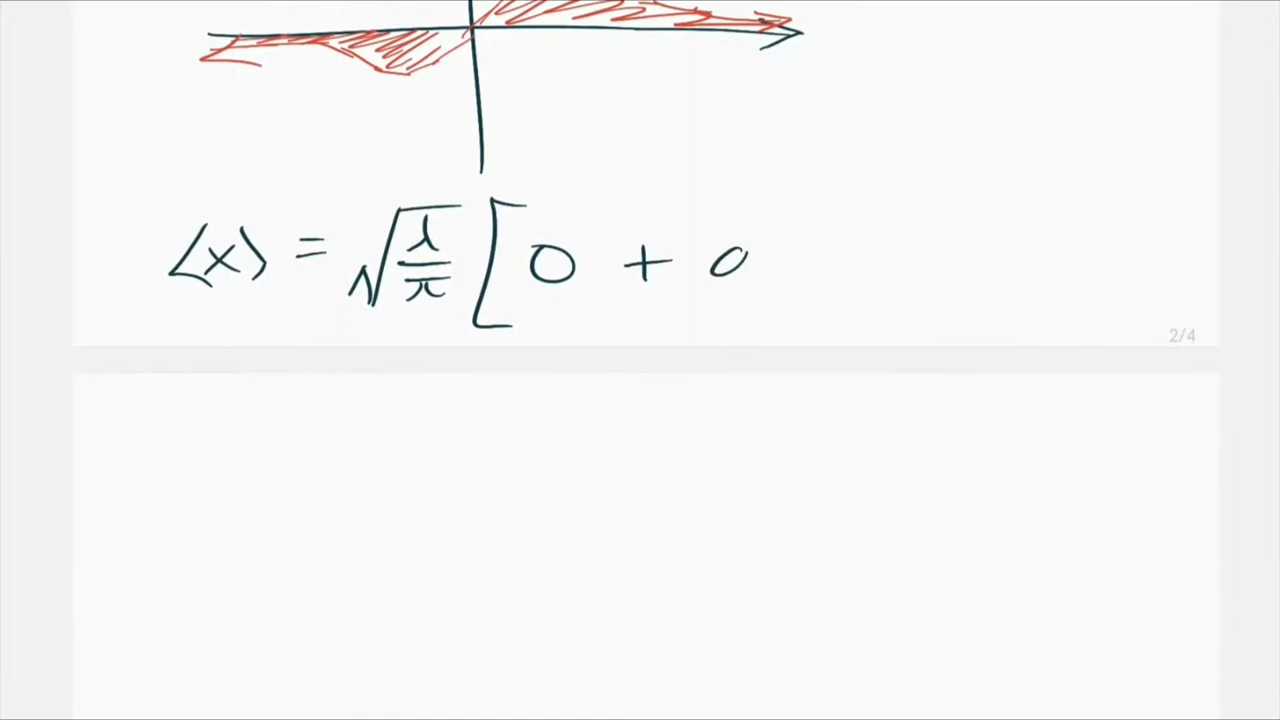 ⟨x⟩ = √(λ/π) [ 0 + 0
2/4